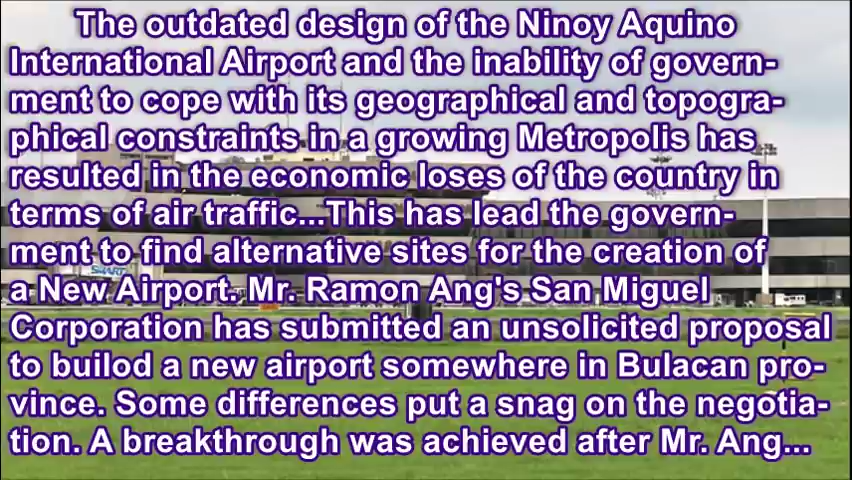 The outdated design of the Ninoy Aquino
International Airport and the inability of govern-
ment to cope with its geographical and topogra-
phical constraints in a growing Metropolis has
resulted in the economic loses of the country in
terms of air traffic...This has lead the govern-
ment to find alternative sites for the creation of
a New Airport. Mr. Ramon Ang's San Miguel
Corporation has submitted an unsolicited proposal
to builod a new airport somewhere in Bulacan pro-
vince. Some differences put a snag on the negotia-
tion. A breakthrough was achieved after Mr. Ang...
SMART